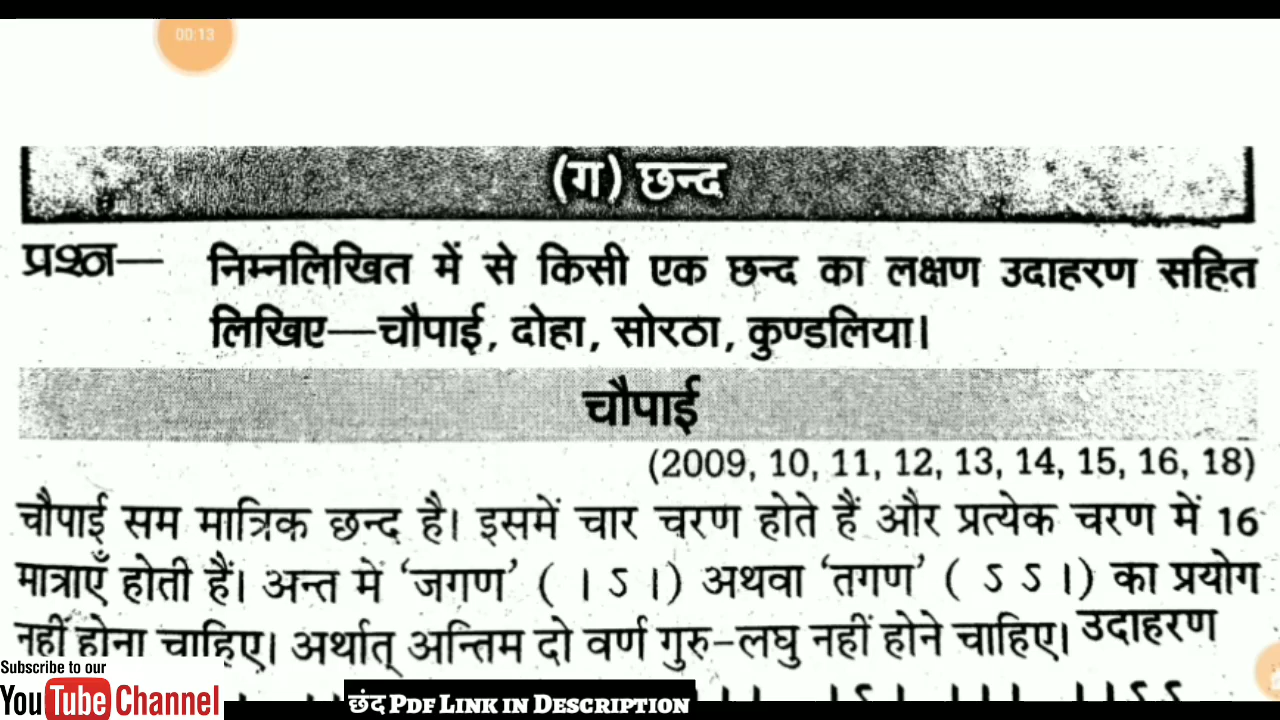 00:13
(ग) छन्द
प्रश्न— निम्नलिखित में से किसी एक छन्द का लक्षण उदाहरण सहित
लिखिए—चौपाई, दोहा, सोरठा, कुण्डलिया।
चौपाई
(2009, 10, 11, 12, 13, 14, 15, 16, 18)
चौपाई सम मात्रिक छन्द है। इसमें चार चरण होते हैं और प्रत्येक चरण में 16
मात्राएँ होती हैं। अन्त में ‘जगण’ ( । ऽ ।) अथवा ‘तगण’ ( ऽ ऽ ।) का प्रयोग
नहीं होना चाहिए। अर्थात् अन्तिम दो वर्ण गुरु-लघु नहीं होने चाहिए। उदाहरण
Subscribe to our
YouTube Channel
छंद Pdf Link in Description